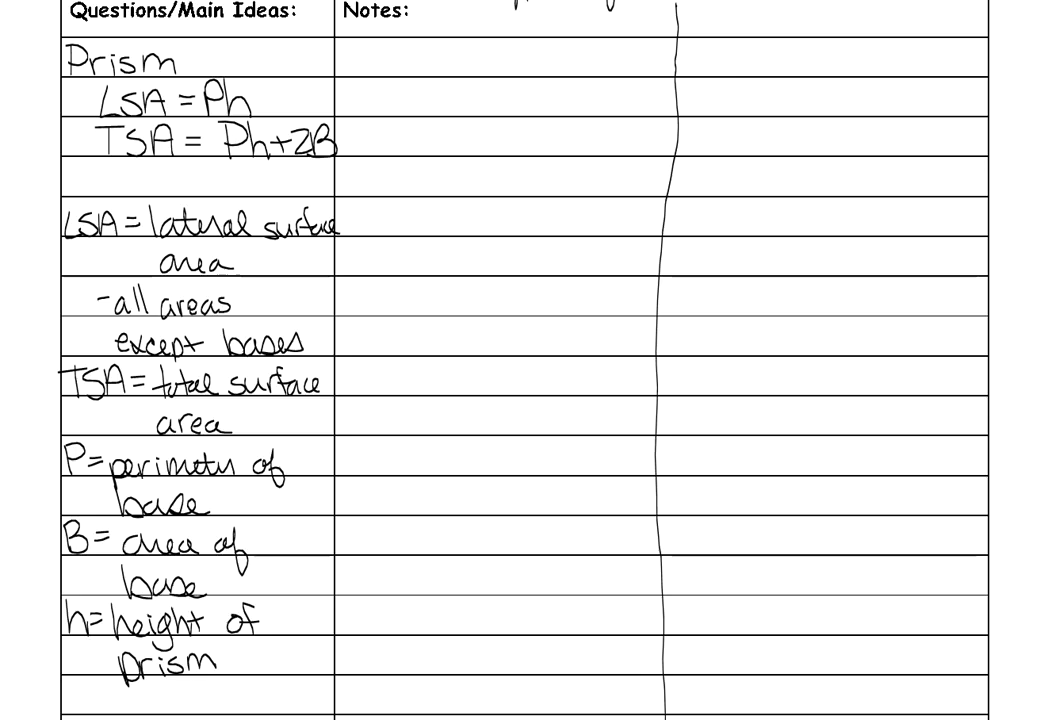 Questions/Main Ideas:
Notes:
Prism
LSA = Ph
TSA = Ph+2B
LSA = lateral surface
area
-all areas
except bases
TSA = total surface
area
P = perimeter of
base
B = area of
base
h = height of
prism